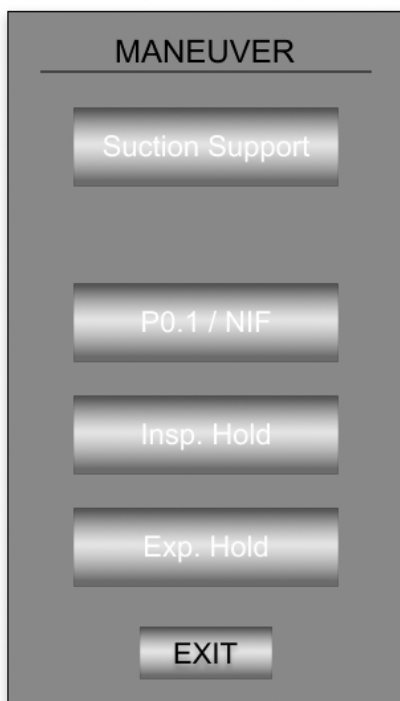 MANEUVER
Suction Support
P0.1 / NIF
Insp. Hold
Exp. Hold
EXIT